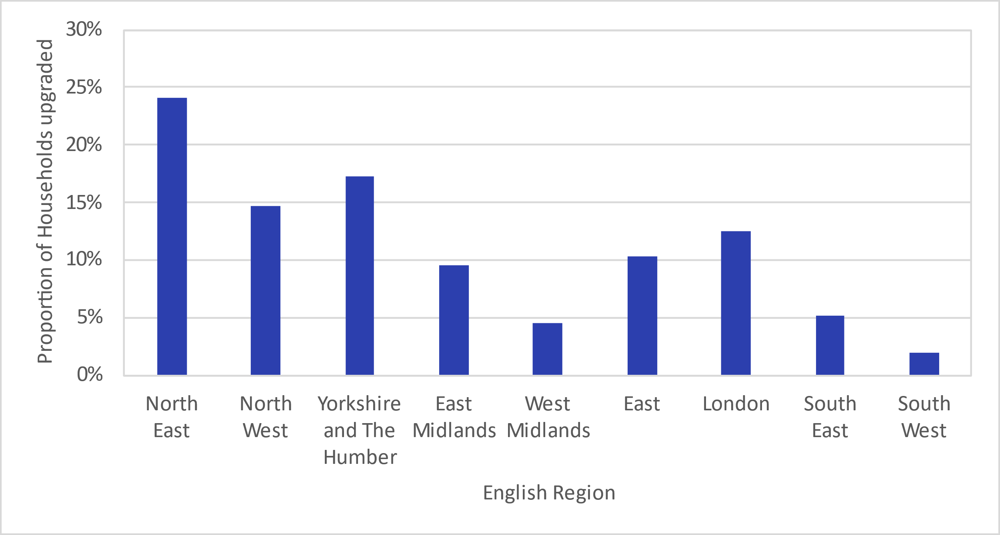 Proportion of Households upgraded
30%
25%
20%
15%
10%
5%
0%
North
East
North
West
Yorkshire
and The
Humber
East
Midlands
West
Midlands
East
London
South
East
South
West
English Region